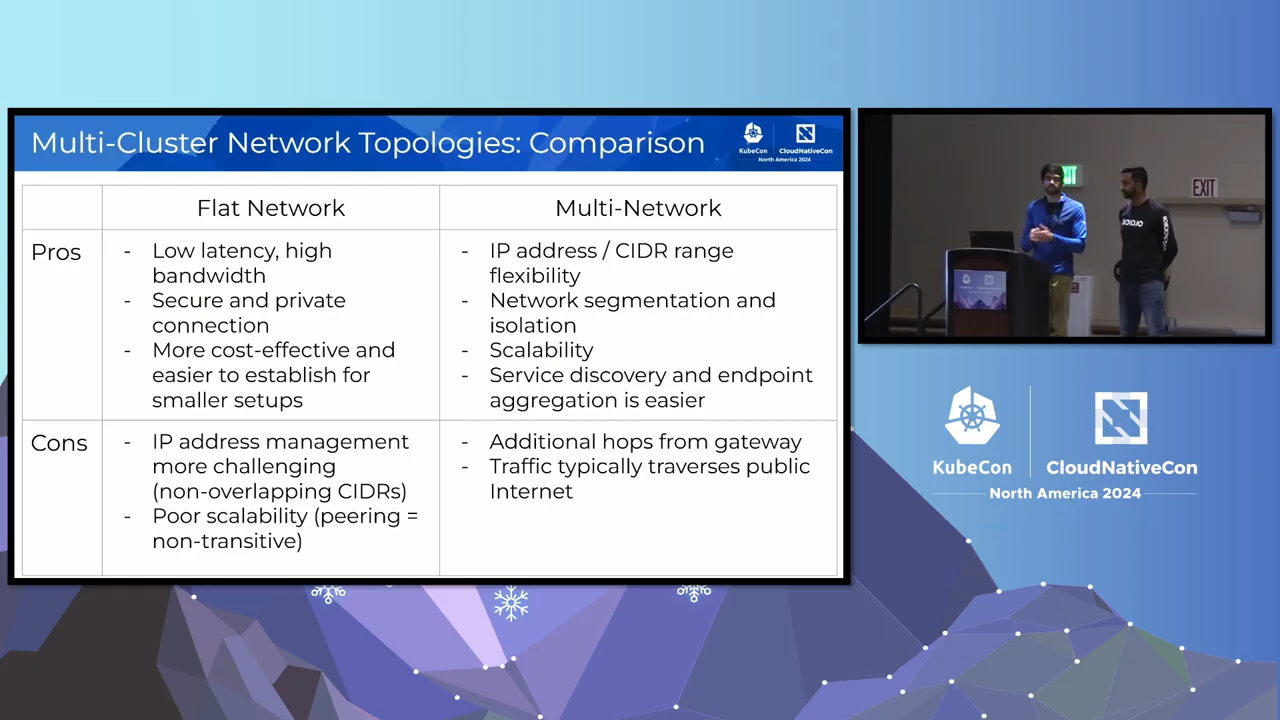 Multi-Cluster Network Topologies: Comparison
KubeCon
CloudNativeCon
North America 2024
Flat Network
Multi-Network
Pros
- Low latency, high
bandwidth
- Secure and private
connection
- More cost-effective and
easier to establish for
smaller setups
- IP address / CIDR range
flexibility
- Network segmentation and
isolation
- Scalability
- Service discovery and endpoint
aggregation is easier
Cons
- IP address management
more challenging
(non-overlapping CIDRs)
- Poor scalability (peering =
non-transitive)
- Additional hops from gateway
- Traffic typically traverses public
Internet
EXIT
SOLO.IO
KubeCon
CloudNativeCon
North America 2024